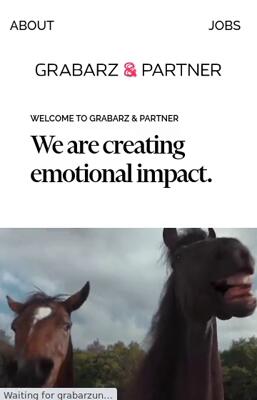 ABOUT JOBS
GRABARZ & PARTNER
WELCOME TO GRABARZ & PARTNER
We are creating
emotional impact.
Waiting for grabarzun...